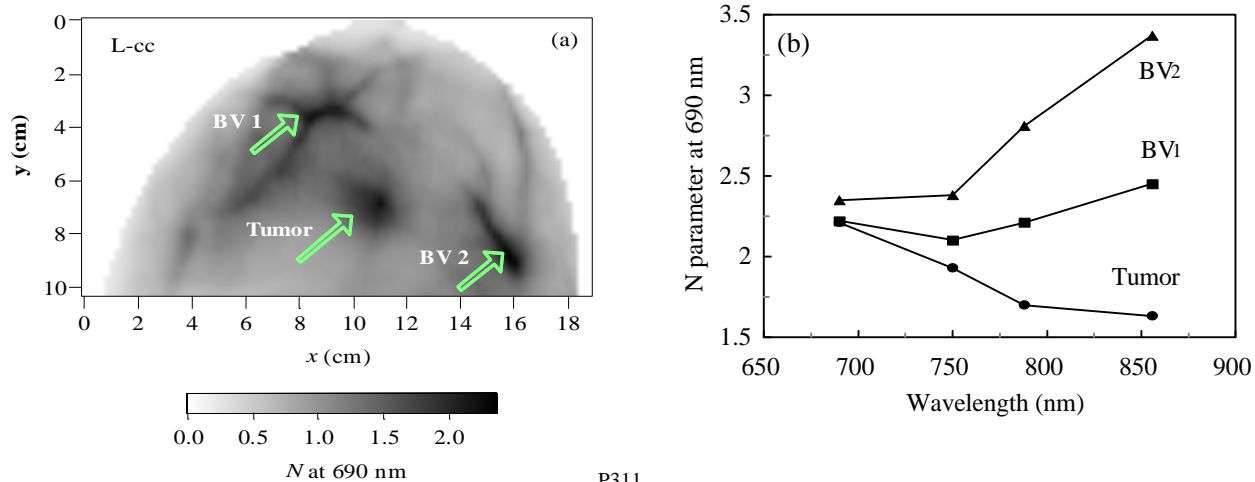 L-cc
(a)
BV 1
Tumor
BV 2
y (cm)
0
2
4
6
8
10
0 2 4 6 8 10 12 14 16 18
x (cm)
0.0 0.5 1.0 1.5 2.0
N at 690 nm
P311
(b)
N parameter at 690 nm
3.5
3
2.5
2
1.5
BV2
BV1
Tumor
650 700 750 800 850 900
Wavelength (nm)